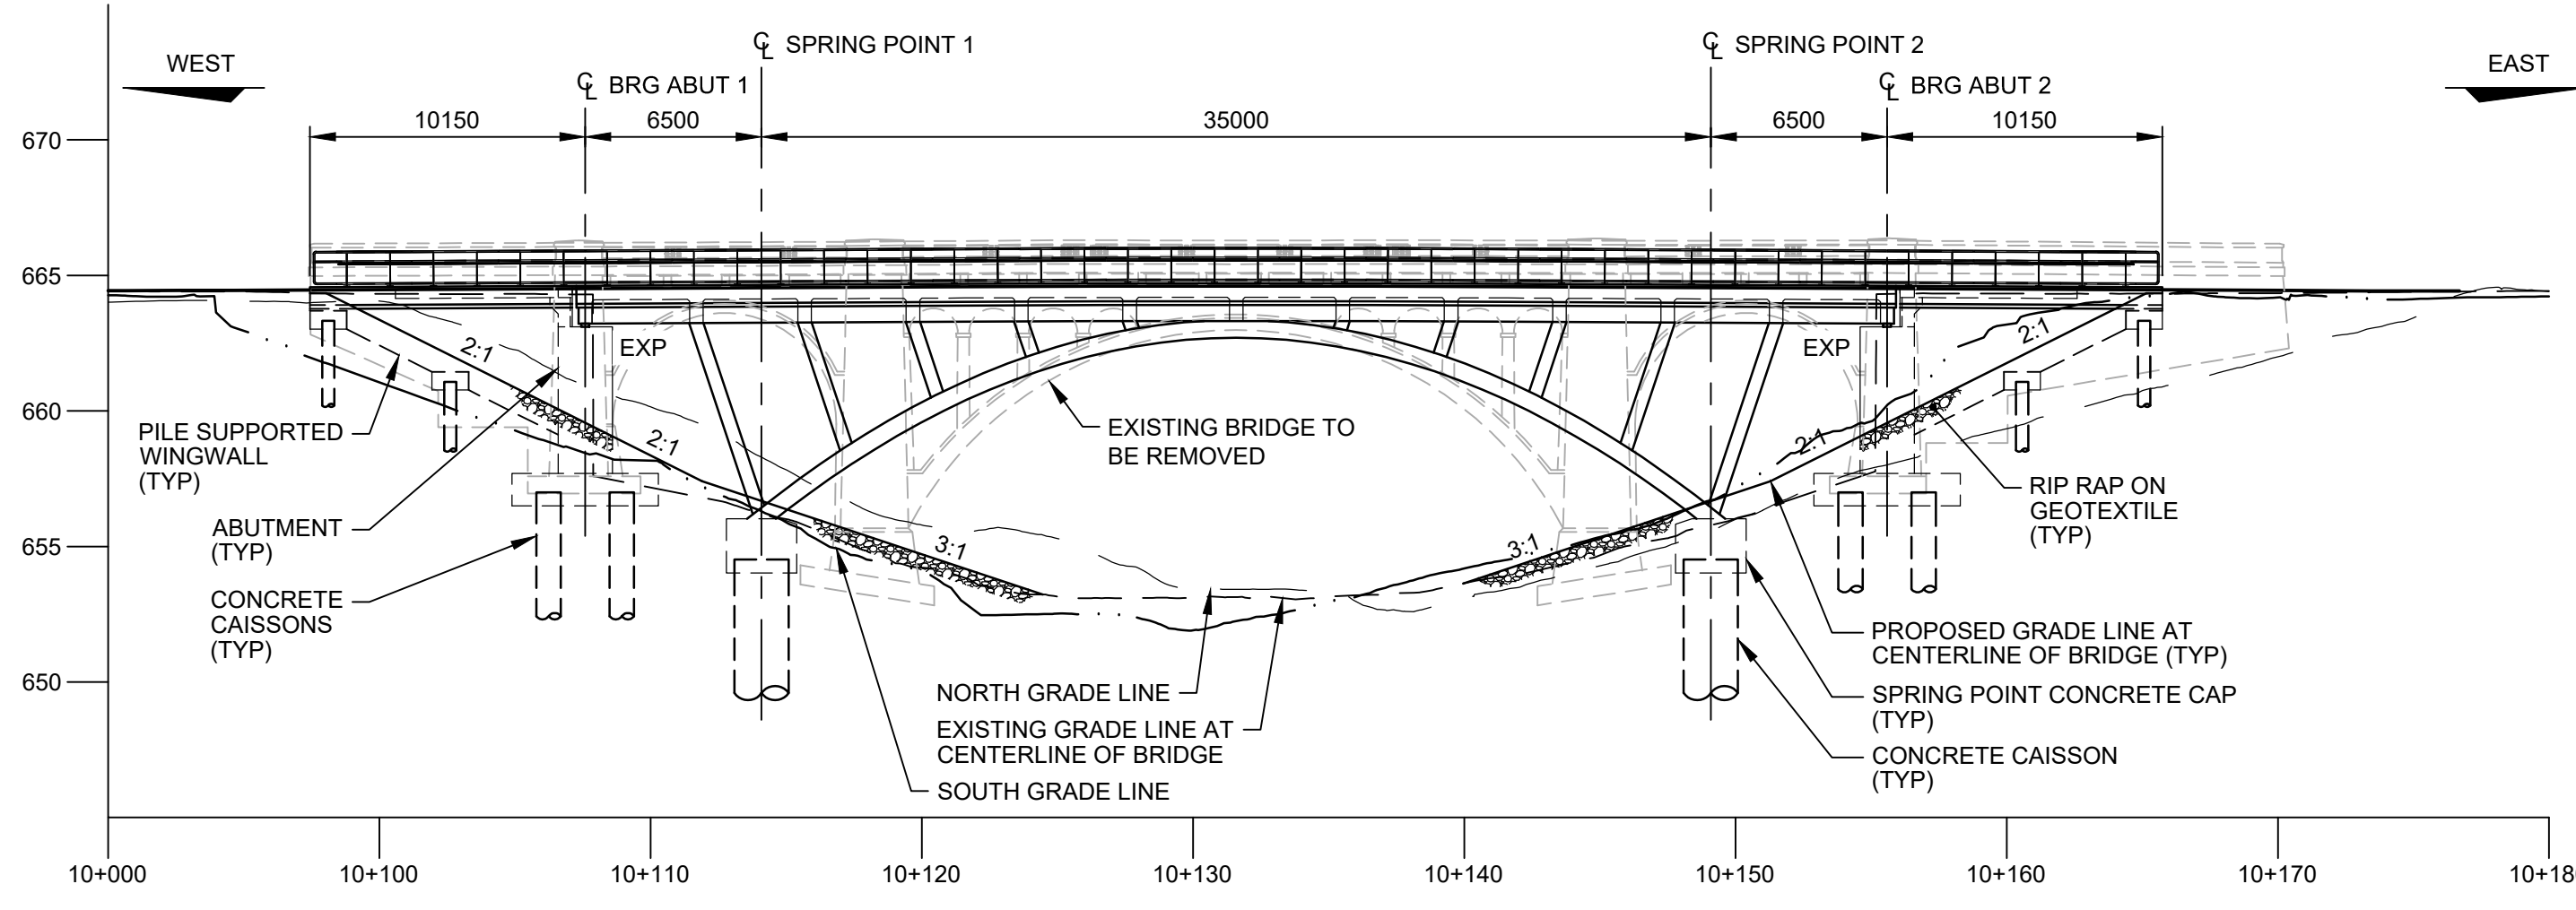 WEST
℄ SPRING POINT 1
℄ SPRING POINT 2
EAST
℄ BRG ABUT 1
℄ BRG ABUT 2
10150
6500
35000
6500
10150
670
665
660
655
650
2:1
2:1
EXP
3:1
3:1
EXP
2:1
2:1
PILE SUPPORTED
WINGWALL
(TYP)
ABUTMENT
(TYP)
CONCRETE
CAISSONS
(TYP)
EXISTING BRIDGE TO
BE REMOVED
NORTH GRADE LINE
EXISTING GRADE LINE AT
CENTERLINE OF BRIDGE
SOUTH GRADE LINE
RIP RAP ON
GEOTEXTILE
(TYP)
PROPOSED GRADE LINE AT
CENTERLINE OF BRIDGE (TYP)
SPRING POINT CONCRETE CAP
(TYP)
CONCRETE CAISSON
(TYP)
10+000
10+100
10+110
10+120
10+130
10+140
10+150
10+160
10+170
10+18